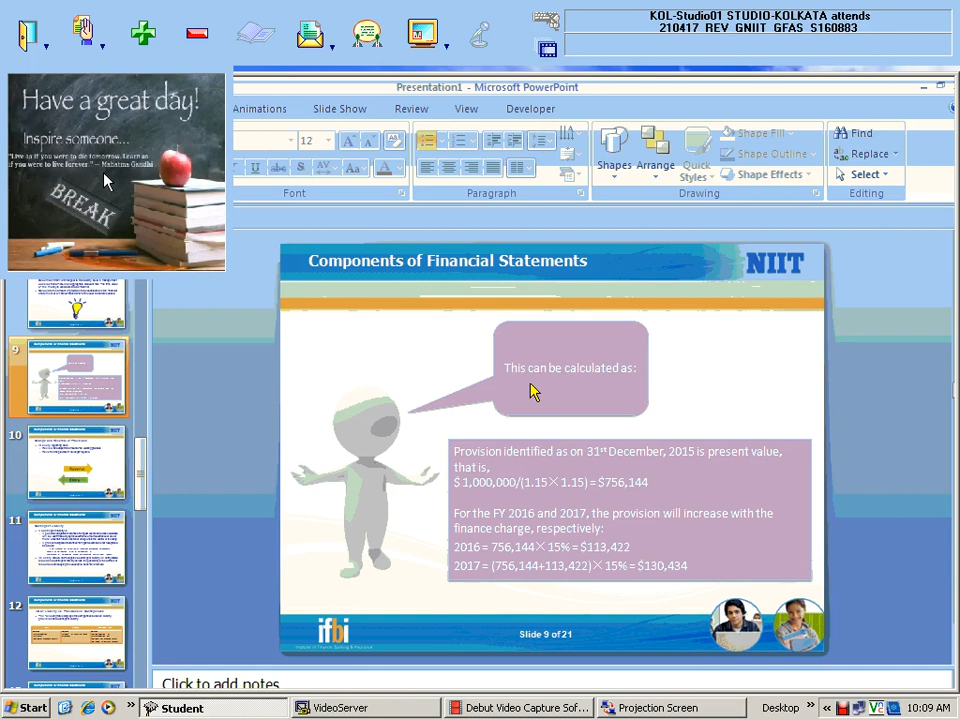 KOL-Studio01 STUDIO-KOLKATA attends
210417_REV_GNIIT_GFAS_S160883
Have a great day!
Inspire someone...
"Live as if you were to die tomorrow. Learn as
if you were to live forever." — Mahatma Gandhi
BREAK
Presentation1 - Microsoft PowerPoint
Animations Slide Show Review View Developer
12
Shapes Arrange Quick Styles
Shape Fill
Shape Outline
Shape Effects
Find
Replace
Select
Font Paragraph Drawing Editing
Components of Financial Statements
NIIT
This can be calculated as:
Provision identified as on 31st December, 2015 is present value,
that is,
$ 1,000,000/(1.15×1.15) = $756,144
For the FY 2016 and 2017, the provision will increase with the
finance charge, respectively:
2016 = 756,144×15% = $113,422
2017 = (756,144+113,422)×15% = $130,434
ifbi
Institute of Finance Banking & Insurance
Slide 9 of 21
9
10
11
12
Click to add notes
Start
Student
VideoServer
Debut Video Capture Sof...
Projection Screen
Desktop
10:09 AM